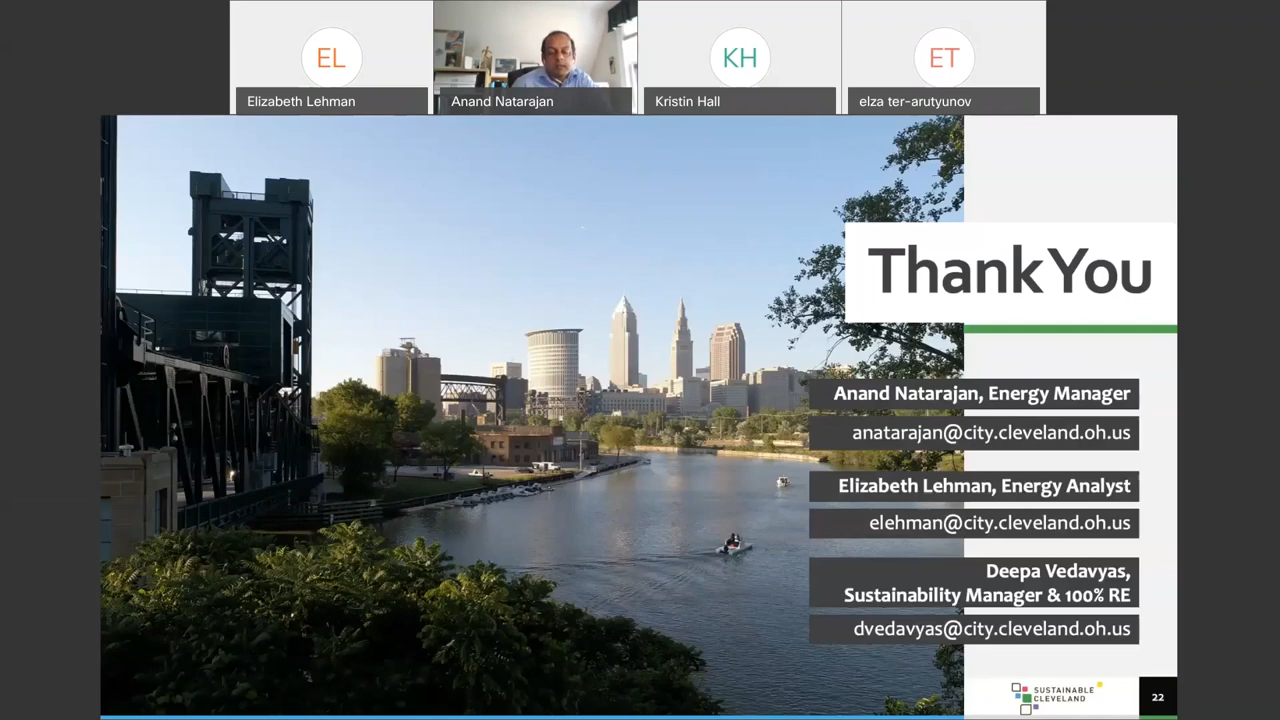 EL
Elizabeth Lehman
Anand Natarajan
KH
Kristin Hall
ET
elza ter-arutyunov
Thank You
Anand Natarajan, Energy Manager
anatarajan@city.cleveland.oh.us
Elizabeth Lehman, Energy Analyst
elehman@city.cleveland.oh.us
Deepa Vedavyas,
Sustainability Manager & 100% RE
dvedavyas@city.cleveland.oh.us
SUSTAINABLE
CLEVELAND
22